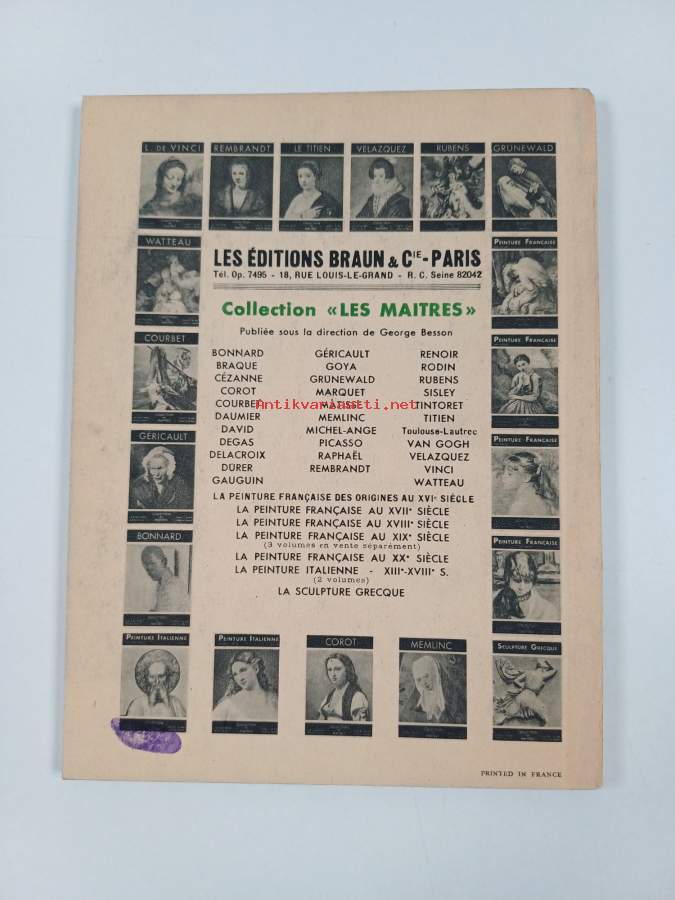 L. DE VINCI REMBRANDT LE TITIEN VELAZQUEZ RUBENS GRÜNEWALD
WATTEAU
PEINTURE FRANÇAISE
LES ÉDITIONS BRAUN & CIE - PARIS
Tél. Op. 7495 - 18, RUE LOUIS-LE-GRAND - R. C. Seine 82042
Collection «LES MAITRES»
Publiée sous la direction de George Besson
COURBET
PEINTURE FRANÇAISE
BONNARD GÉRICAULT RENOIR
BRAQUE GOYA RODIN
CÉZANNE GRÜNEWALD RUBENS
COROT MARQUET SISLEY
COURBET TINTORET
Antikvariaatti.net
DAUMIER MEMLINC TITIEN
DAVID MICHEL-ANGE Toulouse-Lautrec
DEGAS PICASSO VAN GOGH
DELACROIX RAPHAËL VELAZQUEZ
DÜRER REMBRANDT VINCI
GAUGUIN WATTEAU
GÉRICAULT
PEINTURE FRANÇAISE
LA PEINTURE FRANÇAISE DES ORIGINES AU XVIe SIÈCLE
LA PEINTURE FRANÇAISE AU XVIIe SIÈCLE
LA PEINTURE FRANÇAISE AU XVIIIe SIÈCLE
LA PEINTURE FRANÇAISE AU XIXe SIÈCLE
(3 volumes en vente séparément)
LA PEINTURE FRANÇAISE AU XXe SIÈCLE
LA PEINTURE ITALIENNE - XIIIe-XVIIIe S.
(2 volumes)
LA SCULPTURE GRECQUE
BONNARD
PEINTURE FRANÇAISE
PEINTURE ITALIENNE PEINTURE ITALIENNE COROT MEMLINC SCULPTURE GRECQUE
PRINTED IN FRANCE